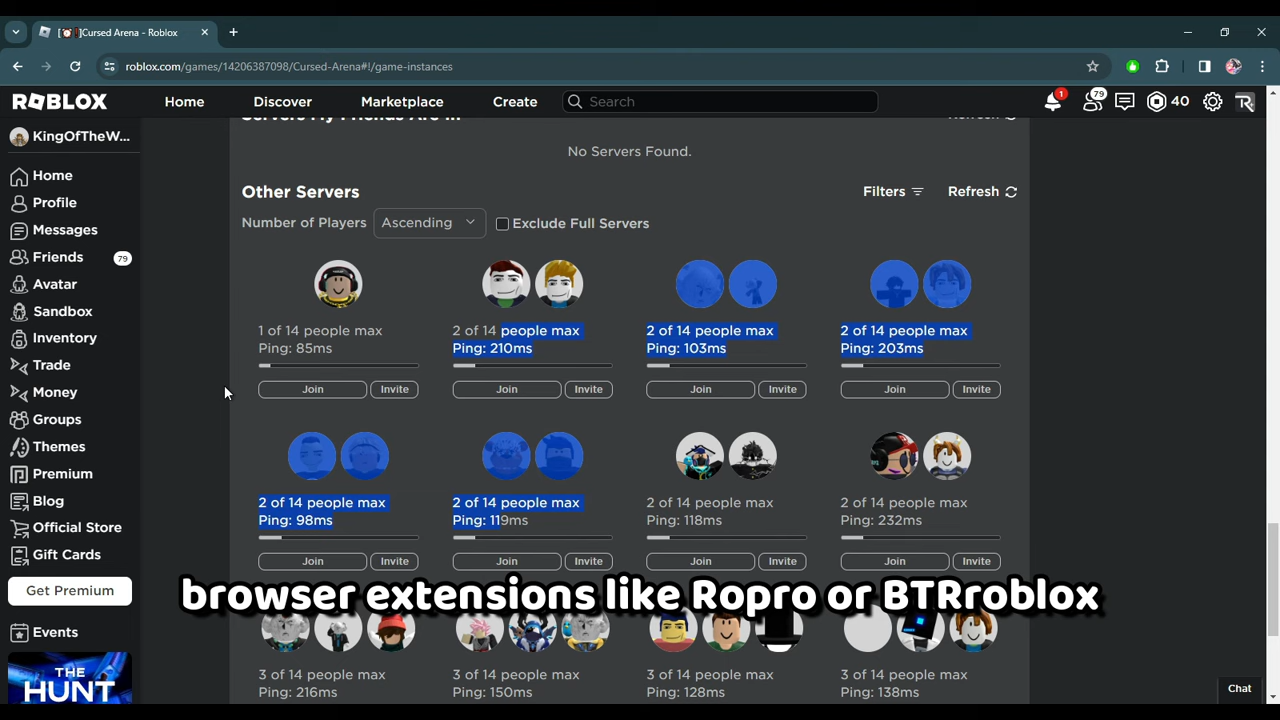 [⏰]Cursed Arena - Roblox
roblox.com/games/14206387098/Cursed-Arena#!/game-instances
ROBLOX Home Discover Marketplace Create Search 1 79 40
KingOfTheW...
Home
Profile
Messages
Friends 79
Avatar
Sandbox
Inventory
Trade
Money
Groups
Themes
Premium
Blog
Official Store
Gift Cards
Get Premium
Events
THE
HUNT
Servers My Friends Are ... Refresh
No Servers Found.
Other Servers Filters Refresh
Number of Players Ascending Exclude Full Servers
1 of 14 people max 2 of 14 people max 2 of 14 people max 2 of 14 people max
Ping: 85ms Ping: 210ms Ping: 103ms Ping: 203ms
Join Invite Join Invite Join Invite Join Invite
2 of 14 people max 2 of 14 people max 2 of 14 people max 2 of 14 people max
Ping: 98ms Ping: 119ms Ping: 118ms Ping: 232ms
Join Invite Join Invite Join Invite Join Invite
browser extensions like Ropro or BTRroblox
3 of 14 people max 3 of 14 people max 3 of 14 people max 3 of 14 people max
Ping: 216ms Ping: 150ms Ping: 128ms Ping: 138ms
Chat